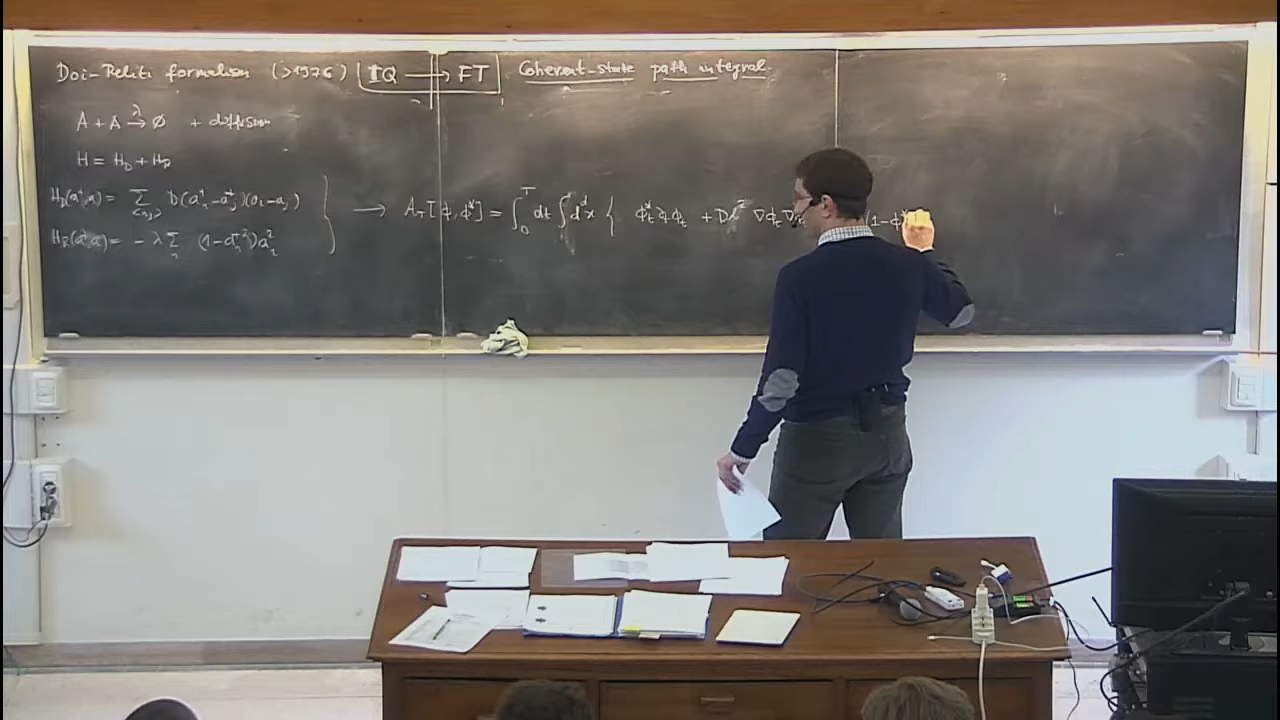 Doi-Peliti formalism (>1976) IQ → FT Coherent-state path integral
A + A →^λ ∅ + diffusion
H = H_D + H_R
H_D(a⁺,a) = Σ_<i,j> D(a⁺_i - a⁺_j)(a_i - a_j)
H_R(a⁺,a) = - λ Σ_i (1 - a⁺_i²) a_i²
→ A_T[ϕ,ϕ*] = ∫_0^T dt ∫ d^d x { ϕ*_t ∂_t ϕ_t + D ∇ϕ_t (1 - ϕ*